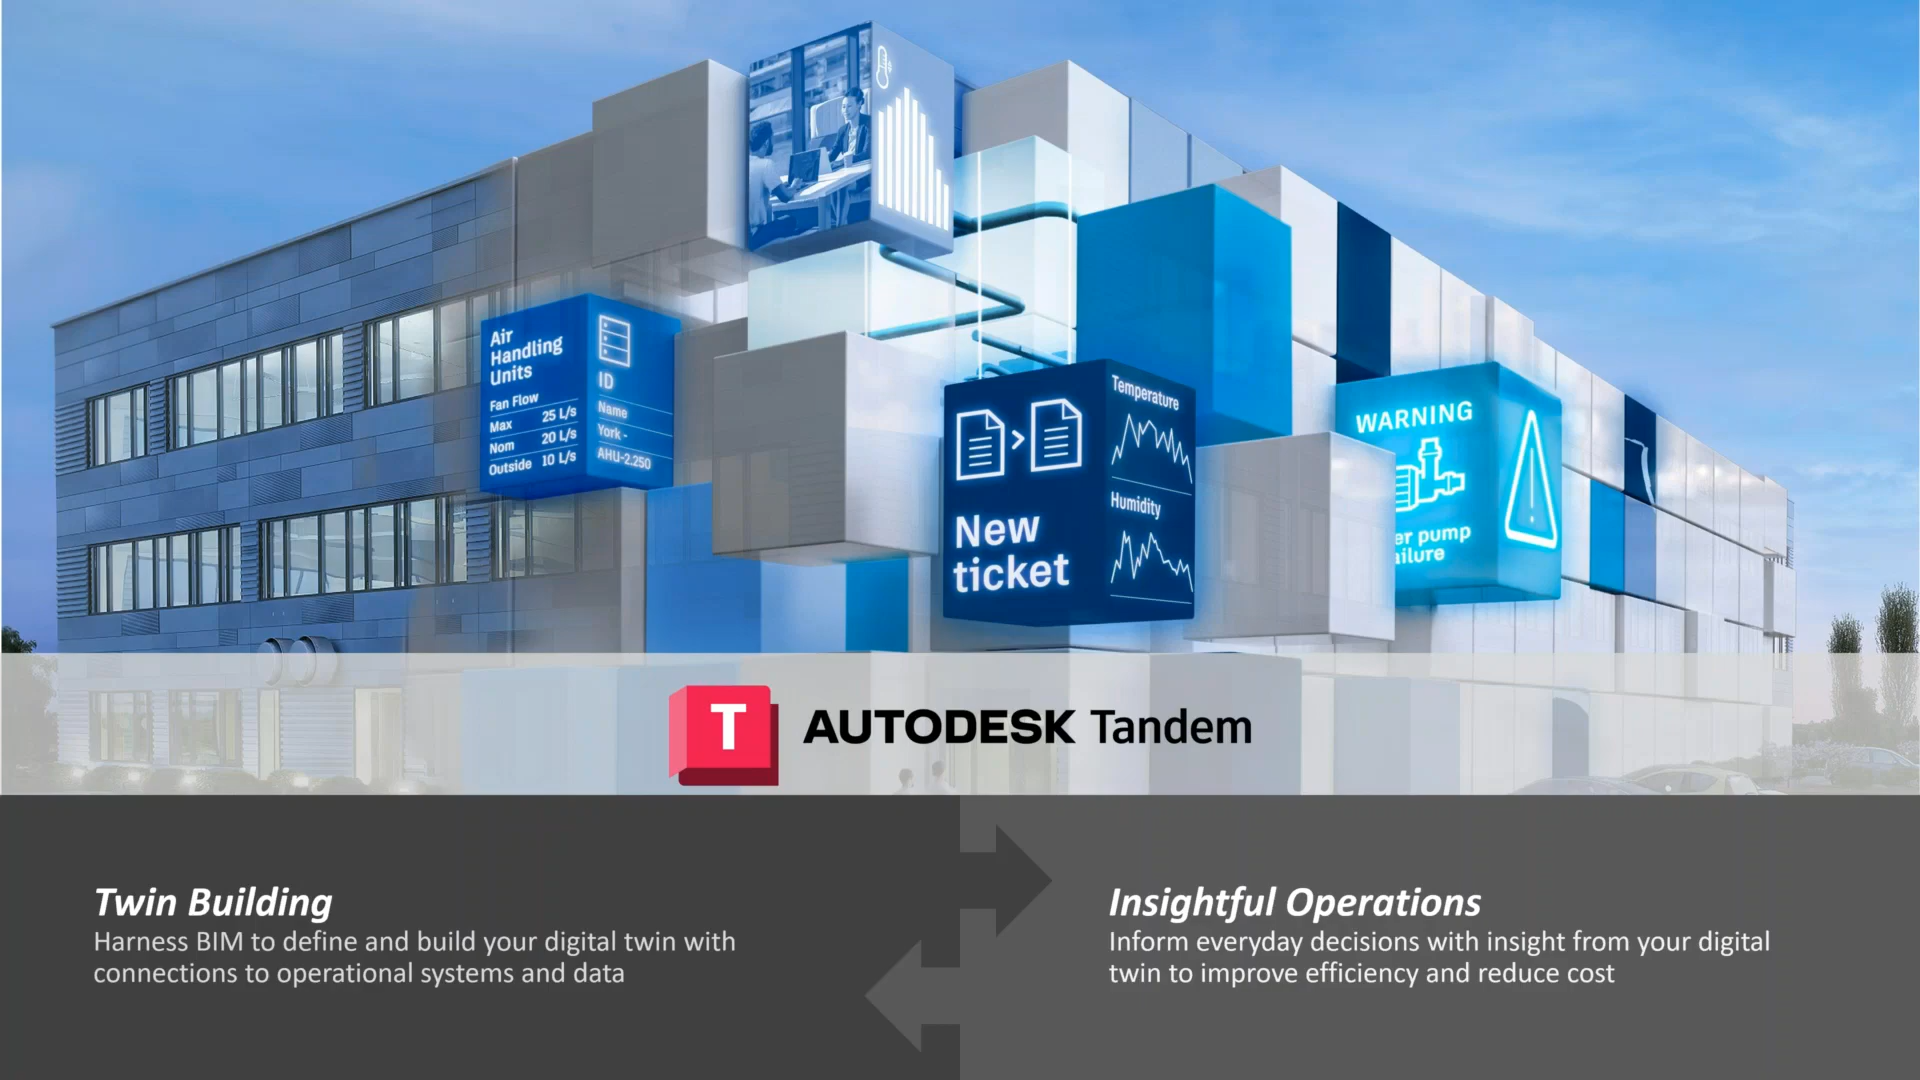 Air
Handling
Units
Fan Flow
Max 25 L/s
Nom 20 L/s
Outside 10 L/s
ID
Name
York -
AHU-2.250
Temperature
Humidity
New
ticket
WARNING
pump
T AUTODESK Tandem
Twin Building
Harness BIM to define and build your digital twin with
connections to operational systems and data
Insightful Operations
Inform everyday decisions with insight from your digital
twin to improve efficiency and reduce cost